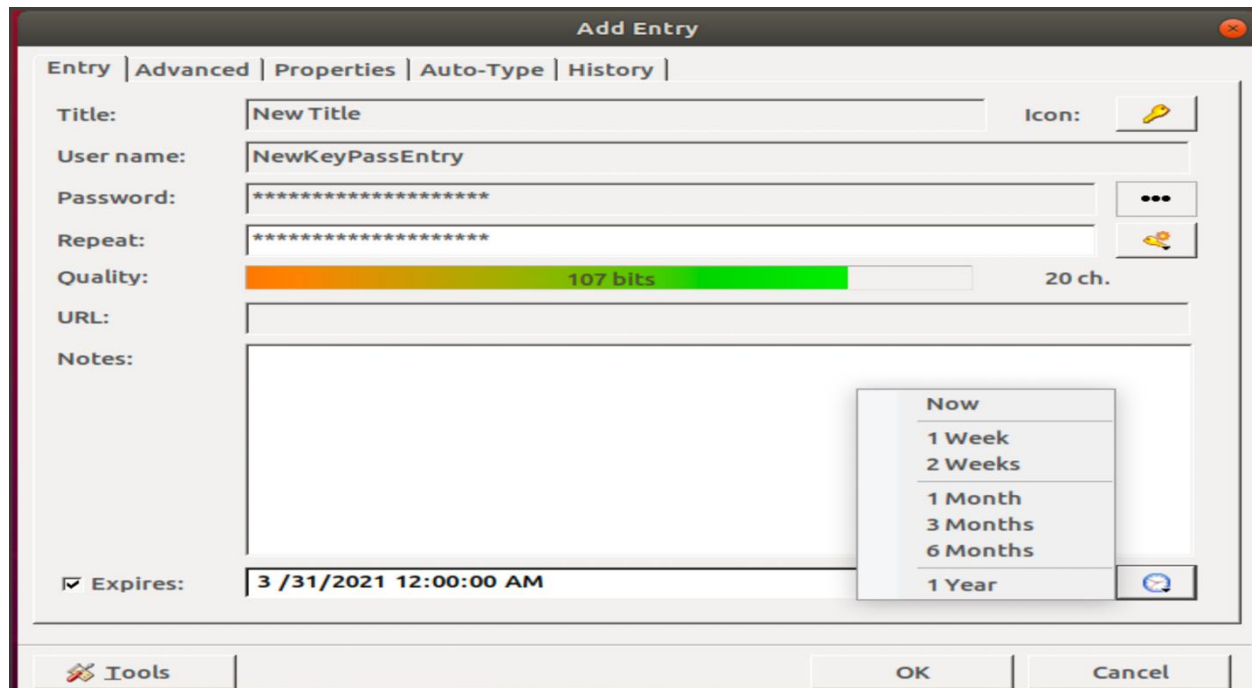 Add Entry
Entry Advanced Properties Auto-Type History
Title: New Title Icon:
User name: NewKeyPassEntry
Password: ******************** •••
Repeat: ********************
Quality: 107 bits 20 ch.
URL:
Notes:
Now
1 Week
2 Weeks
1 Month
3 Months
6 Months
1 Year
Expires: 3 /31/2021 12:00:00 AM
Tools OK Cancel